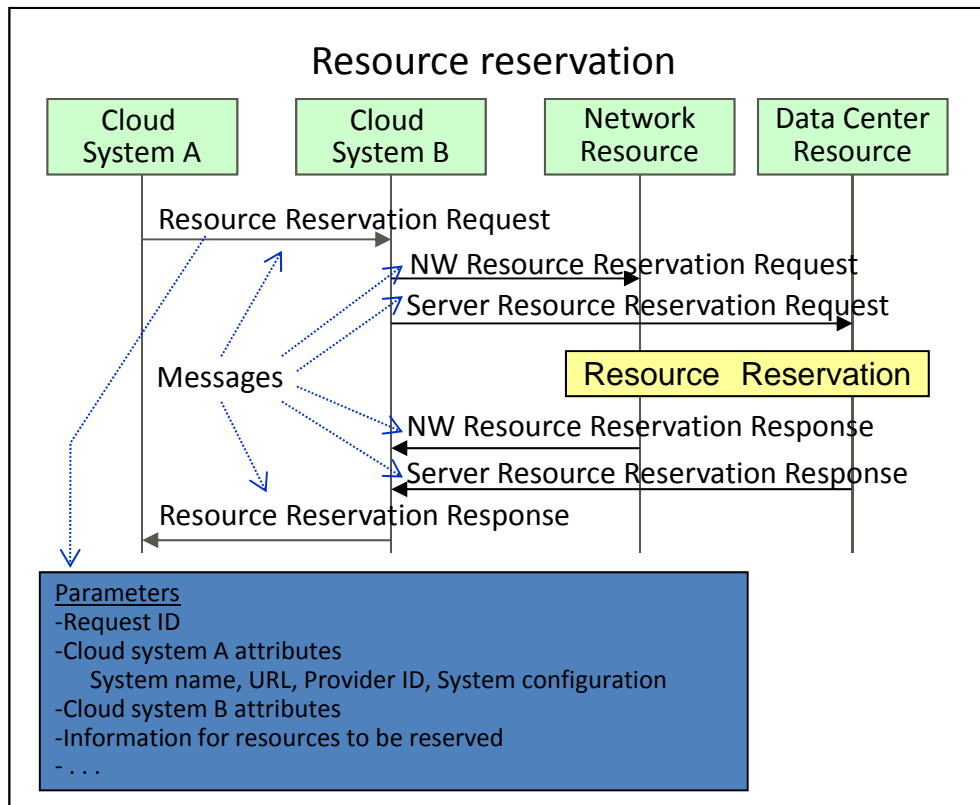 Resource reservation
Cloud
System A
Cloud
System B
Network
Resource
Data Center
Resource
Resource Reservation Request
NW Resource Reservation Request
Server Resource Reservation Request
Messages
Resource Reservation
NW Resource Reservation Response
Server Resource Reservation Response
Resource Reservation Response
Parameters
-Request ID
-Cloud system A attributes
System name, URL, Provider ID, System configuration
-Cloud system B attributes
-Information for resources to be reserved
- . . .